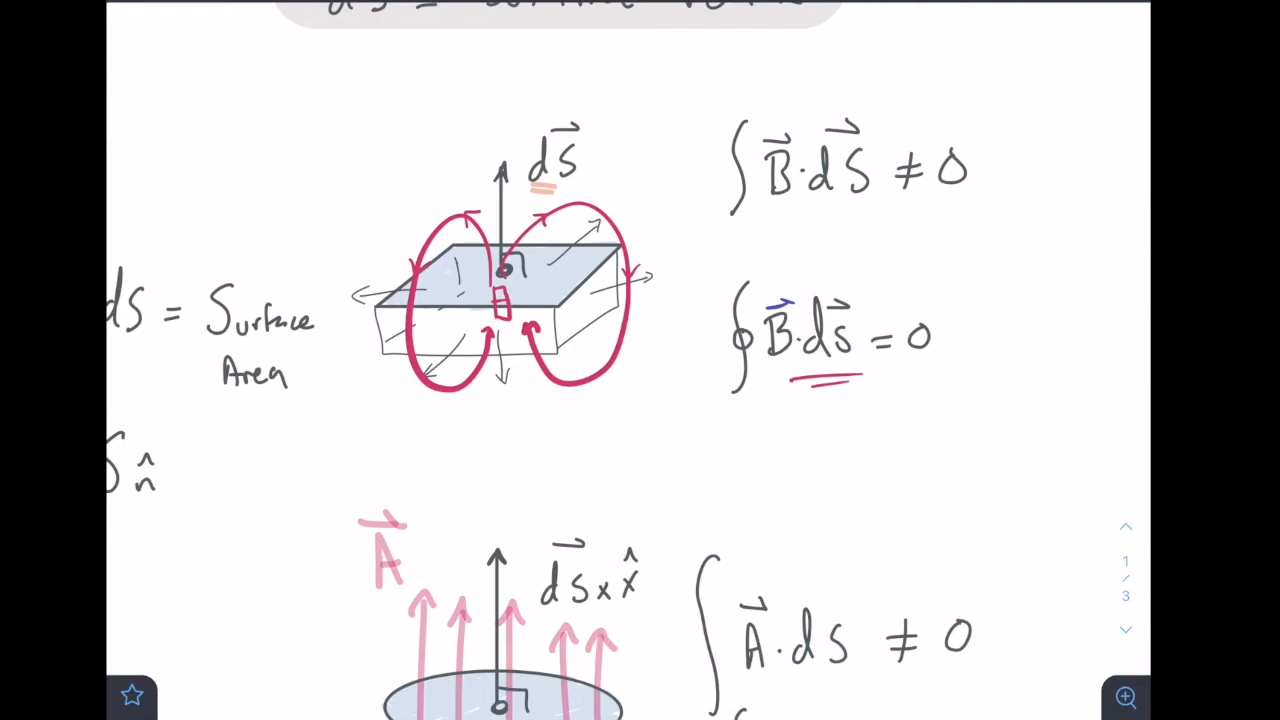 dS⃗
∫ B⃗ · dS⃗ ≠ 0
dS = Surface
Area
∮ B⃗ · ds⃗ = 0
S n̂
A⃗
dS⃗ x x̂
∫ A⃗ · dS ≠ 0
1
/
3